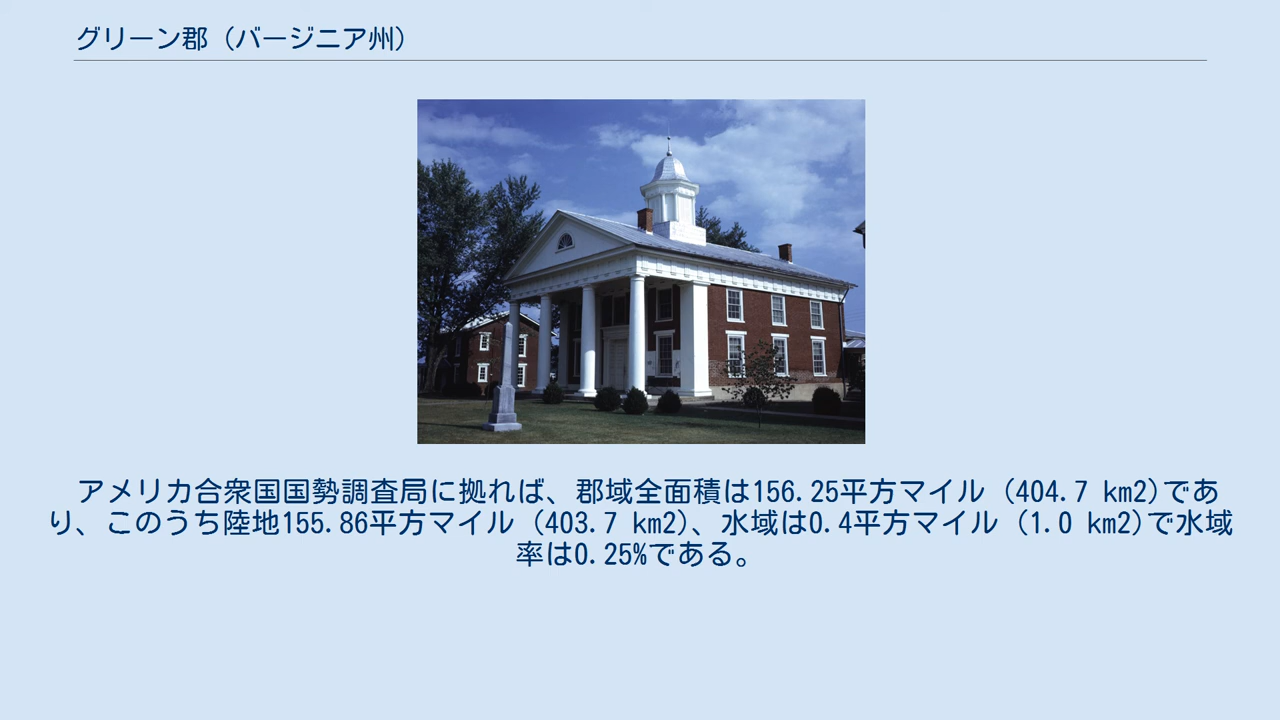 グリーン郡（バージニア州）
アメリカ合衆国国勢調査局に拠れば、郡域全面積は156.25平方マイル (404.7 km2)であ
り、このうち陸地155.86平方マイル (403.7 km2)、水域は0.4平方マイル (1.0 km2)で水域
率は0.25%である。